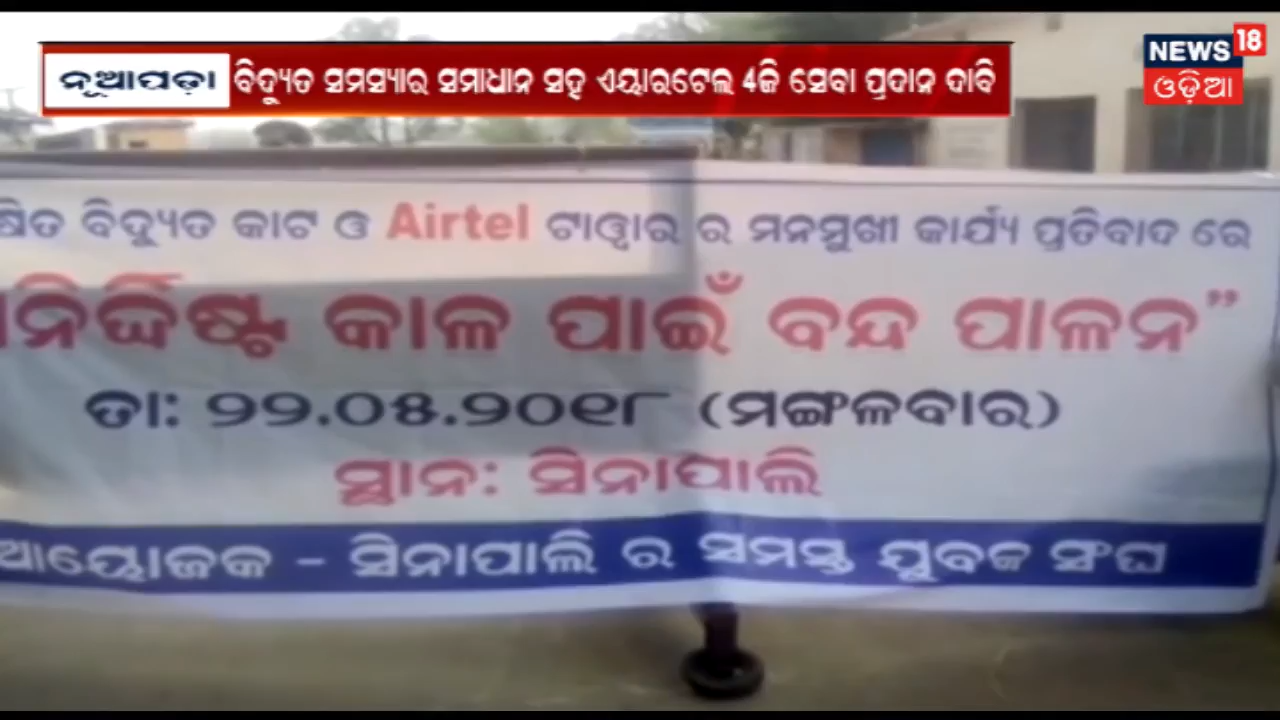 ନୂଆପଡ଼ା ବିଦ୍ୟୁତ ସମସ୍ୟାର ସମାଧାନ ସହ ଏୟାରଟେଲ 4ଜି ସେବା ପ୍ରଦାନ ଦାବି
NEWS 18
ଓଡ଼ିଆ
ବିଦ୍ୟୁତ କାଟ ଓ Airtel ଟାୱାର ର ମନମୁଖୀ କାର୍ଯ୍ୟ ପ୍ରତିବାଦ ରେ
କାଳ ପାଇଁ ବନ୍ଦ ପାଳନ”
ତା: ୨୨.୦୫.୨୦୧୮ (ମଙ୍ଗଳବାର)
ସ୍ଥାନ: ସିନାପାଲି
ଆୟୋଜକ - ସିନାପାଲି ର ସମସ୍ତ ଯୁବକ ସଂଘ